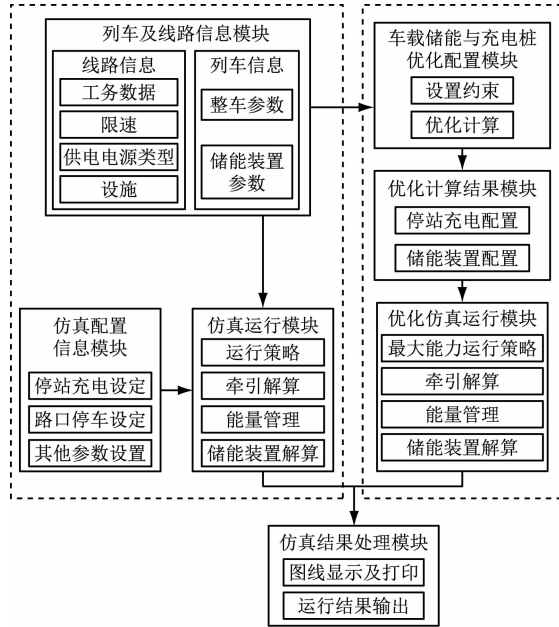 列车及线路信息模块
线路信息
工务数据
限速
供电电源类型
设施
列车信息
整车参数
储能装置
参数
车载储能与充电桩
优化配置模块
设置约束
优化计算
优化计算结果模块
停站充电配置
储能装置配置
仿真配置
信息模块
停站充电设定
路口停车设定
其他参数设置
仿真运行模块
运行策略
牵引解算
能量管理
储能装置解算
优化仿真运行模块
最大能力运行策略
牵引解算
能量管理
储能装置解算
仿真结果处理模块
图线显示及打印
运行结果输出